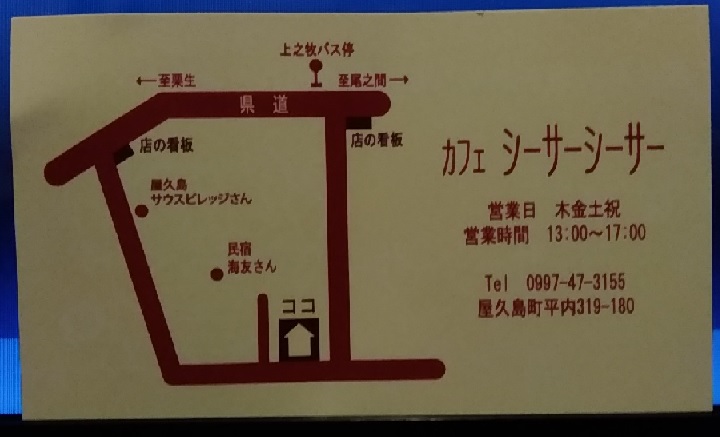 上之牧バス停
←至栗生
至尾之間→
県道
店の看板
店の看板
屋久島
サウスビレッジさん
民宿
海友さん
ココ
カフェ シーサーシーサー
営業日 木金土祝
営業時間 13:00～17:00
Tel 0997-47-3155
屋久島町平内319-180